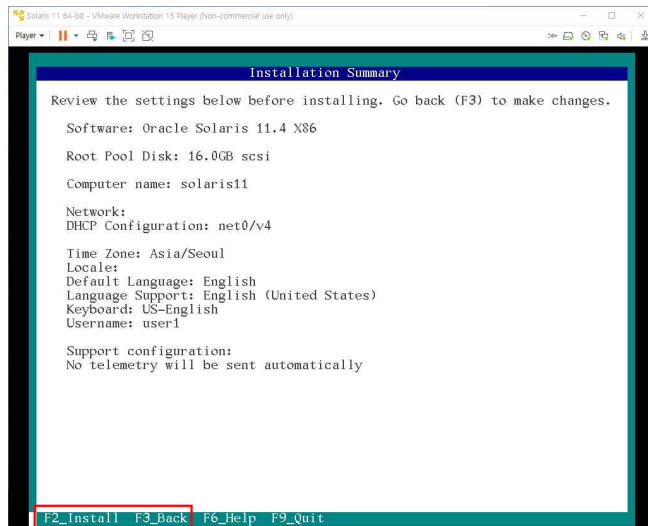 Solaris 11 64-bit - VMware Workstation 15 Player (Non-commercial use only)
Player
Installation Summary
Review the settings below before installing. Go back (F3) to make changes.
Software: Oracle Solaris 11.4 X86
Root Pool Disk: 16.0GB scsi
Computer name: solaris11
Network:
DHCP Configuration: net0/v4
Time Zone: Asia/Seoul
Locale:
Default Language: English
Language Support: English (United States)
Keyboard: US-English
Username: user1
Support configuration:
No telemetry will be sent automatically
F2_Install F3_Back F6_Help F9_Quit